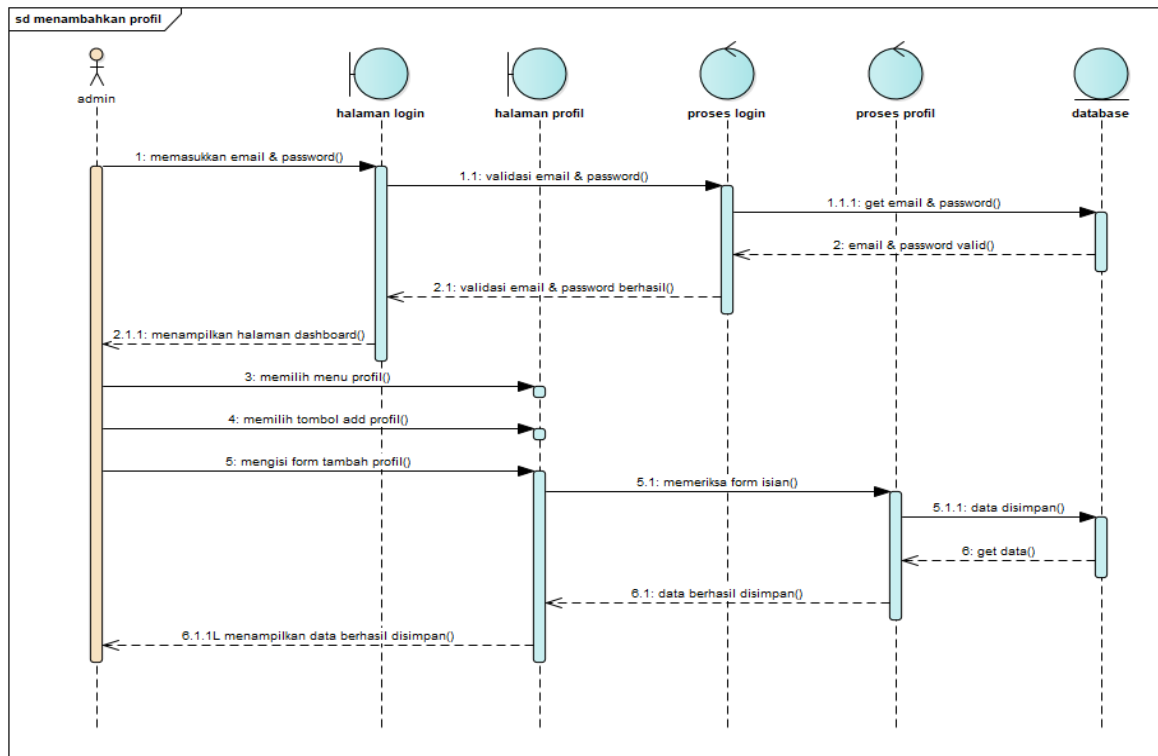 sd menambahkan profil
admin
halaman login
halaman profil
proses login
proses profil
database
1: memasukkan email & password()
1.1: validasi email & password()
1.1.1: get email & password()
2: email & password valid()
2.1: validasi email & password berhasil()
2.1.1: menampilkan halaman dashboard()
3: memilih menu profil()
4: memilih tombol add profil()
5: mengisi form tambah profil()
5.1: memeriksa form isian()
5.1.1: data disimpan()
6: get data()
6.1: data berhasil disimpan()
6.1.1L menampilkan data berhasil disimpan()